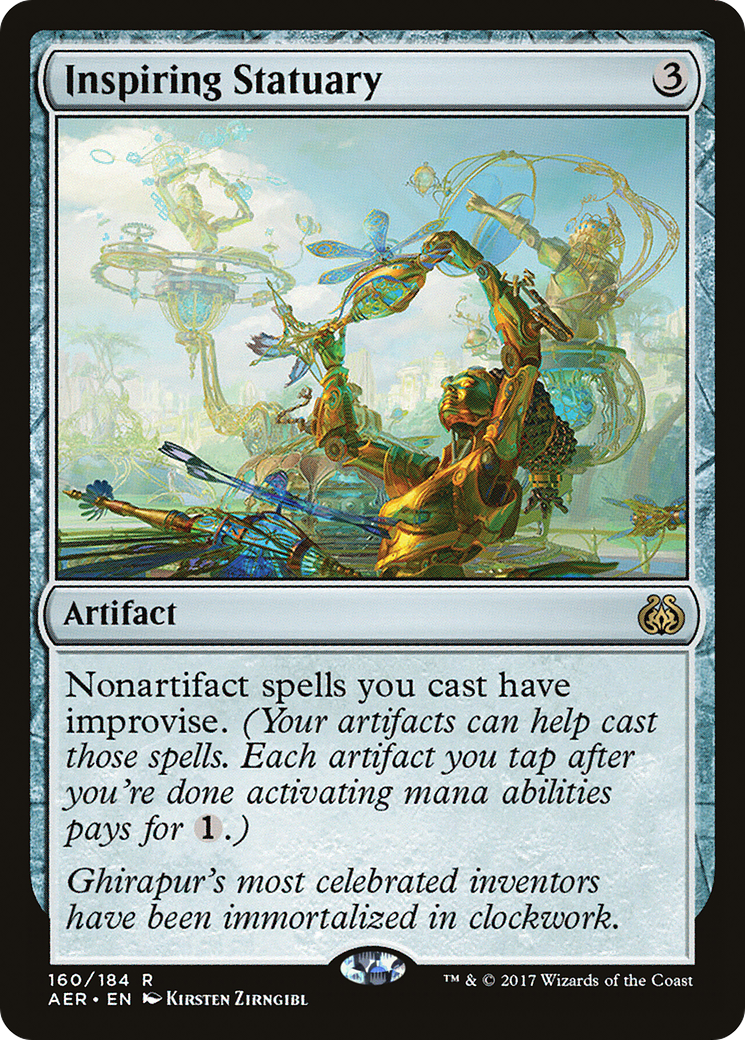 Inspiring Statuary 3
Artifact
Nonartifact spells you cast have
improvise. (Your artifacts can help cast
those spells. Each artifact you tap after
you're done activating mana abilities
pays for 1.)
Ghirapur's most celebrated inventors
have been immortalized in clockwork.
160/184 R
™ & © 2017 Wizards of the Coast
AER • EN Kirsten Zirngibl